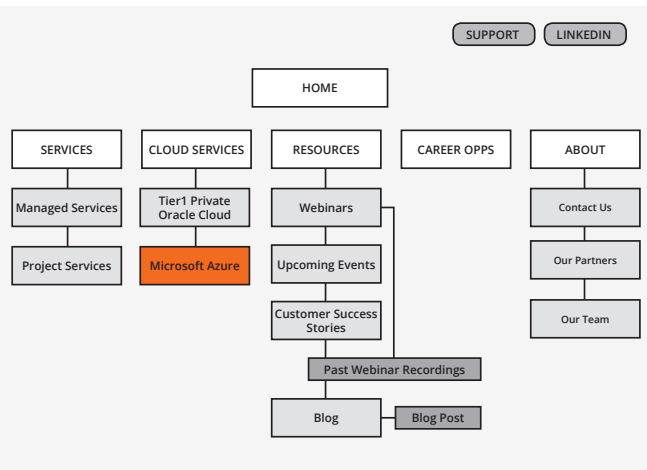 SUPPORT
LINKEDIN
HOME
SERVICES
CLOUD SERVICES
RESOURCES
CAREER OPPS
ABOUT
Managed Services
Project Services
Tier1 Private
Oracle Cloud
Microsoft Azure
Webinars
Upcoming Events
Customer Success
Stories
Past Webinar Recordings
Blog
Blog Post
Contact Us
Our Partners
Our Team